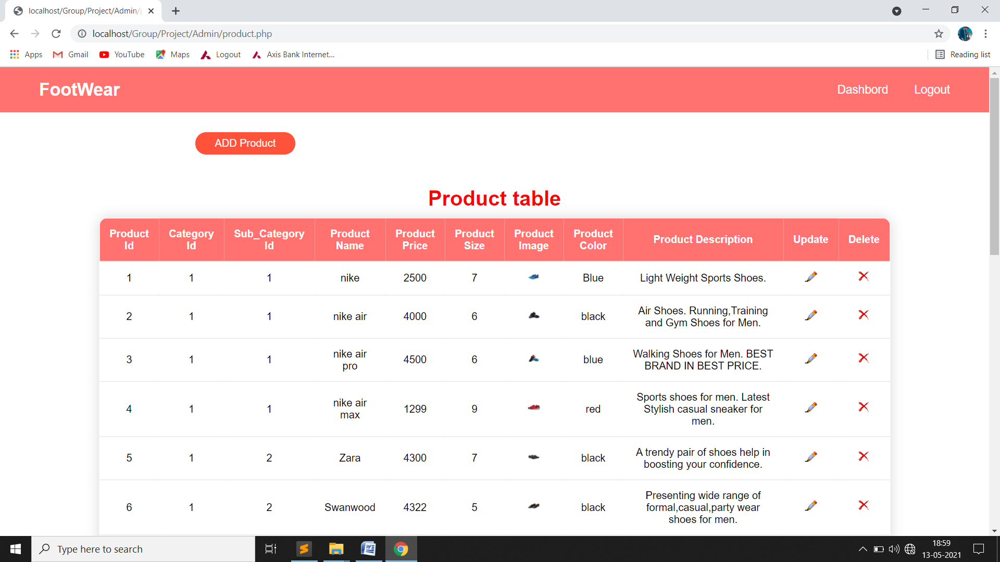 localhost/Group/Project/Admin/
localhost/Group/Project/Admin/product.php
Apps Gmail YouTube Maps Logout Axis Bank Internet... Reading list
FootWear Dashbord Logout
ADD Product
Product table
Product Id Category Id Sub_Category Id Product Name Product Price Product Size Product Image Product Color Product Description Update Delete
1 1 1 nike 2500 7 Blue Light Weight Sports Shoes.
2 1 1 nike air 4000 6 black Air Shoes. Running,Training
and Gym Shoes for Men.
3 1 1 nike air pro 4500 6 blue Walking Shoes for Men. BEST
BRAND IN BEST PRICE.
4 1 1 nike air max 1299 9 red Sports shoes for men. Latest
Stylish casual sneaker for
men.
5 1 2 Zara 4300 7 black A trendy pair of shoes help in
boosting your confidence.
6 1 2 Swanwood 4322 5 black Presenting wide range of
formal,casual,party wear
shoes for men.
Type here to search
18:59
13-05-2021